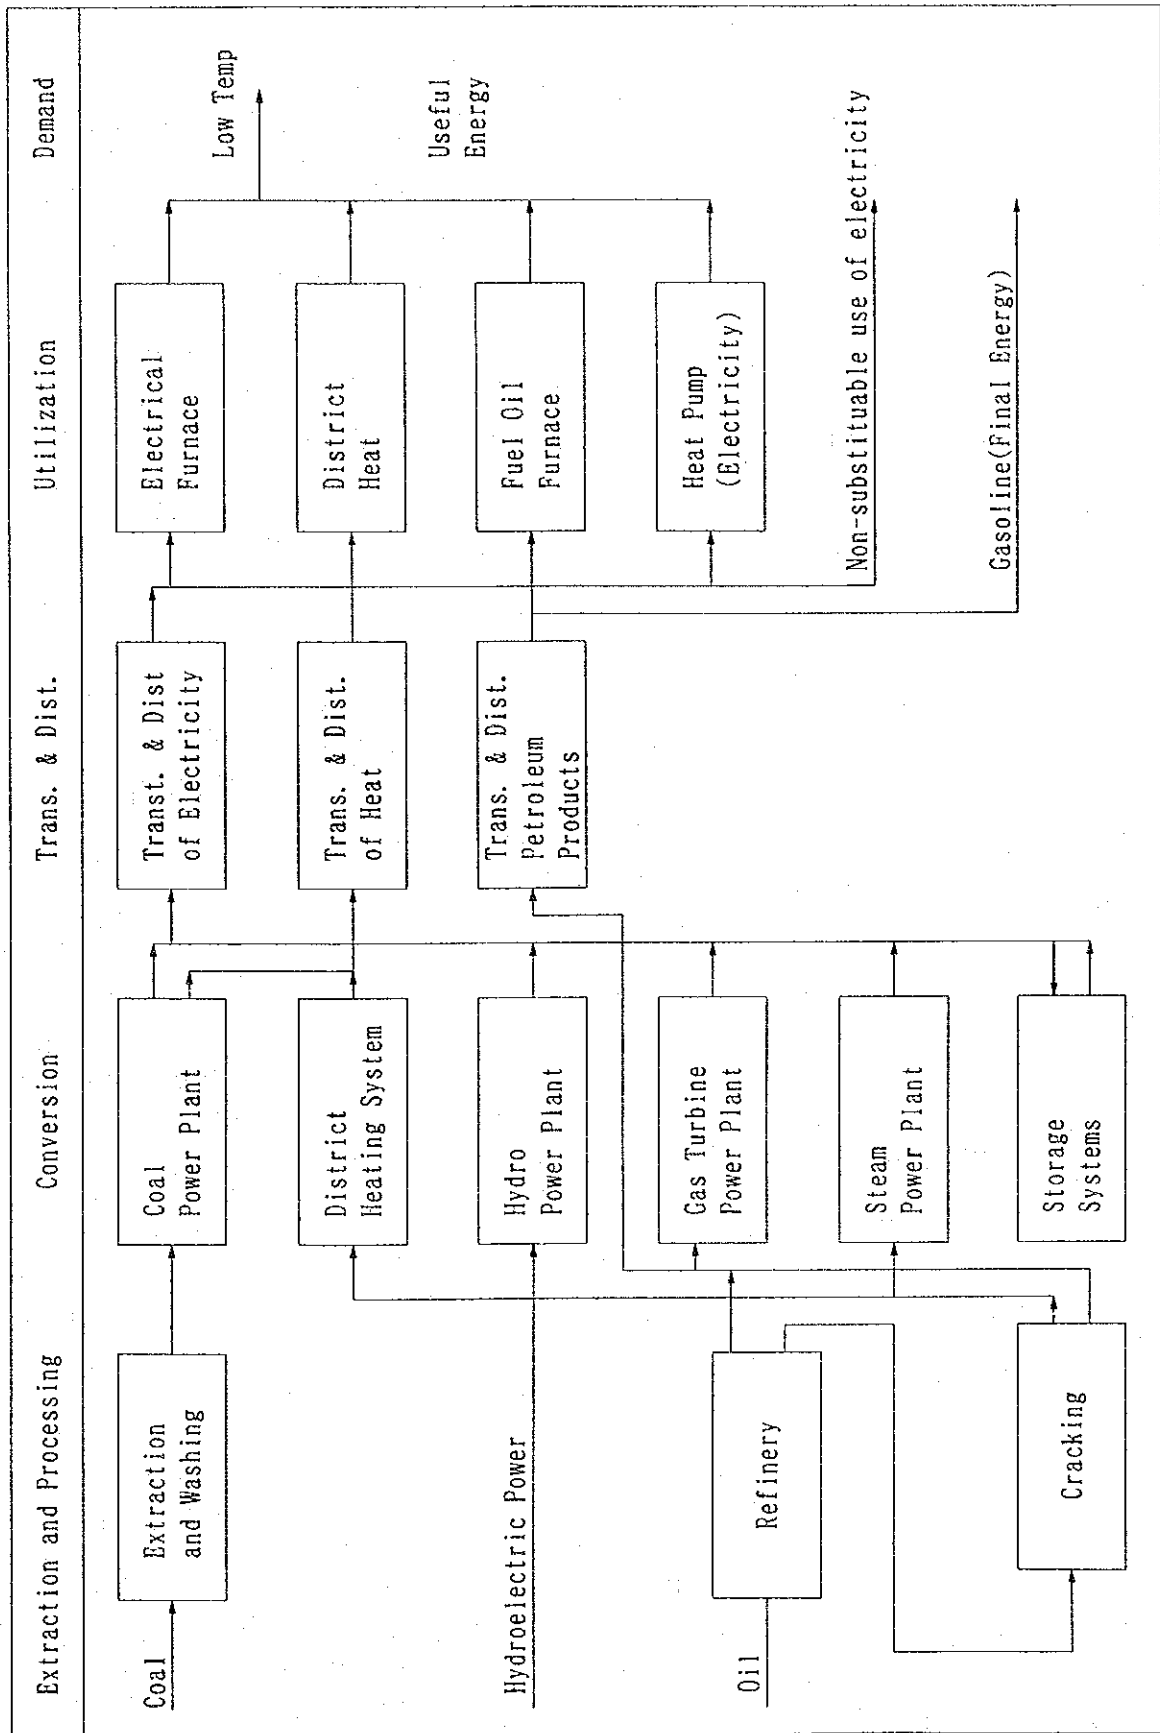 Extraction and Processing
Conversion
Trans. & Dist.
Utilization
Demand
Coal
Extraction
and Washing
Coal
Power Plant
Transt. & Dist
of Electricity
Electrical
Furnace
Low Temp
District
Heating System
Trans. & Dist.
of Heat
District
Heat
Useful
Energy
Hydroelectric Power
Hydro
Power Plant
Trans. & Dist.
Petroleum
Products
Fuel Oil
Furnace
Oil
Refinery
Gas Turbine
Power Plant
Heat Pump
(Electricity)
Steam
Power Plant
Non-substituable use of electricity
Cracking
Storage
Systems
Gasoline(Final Energy)